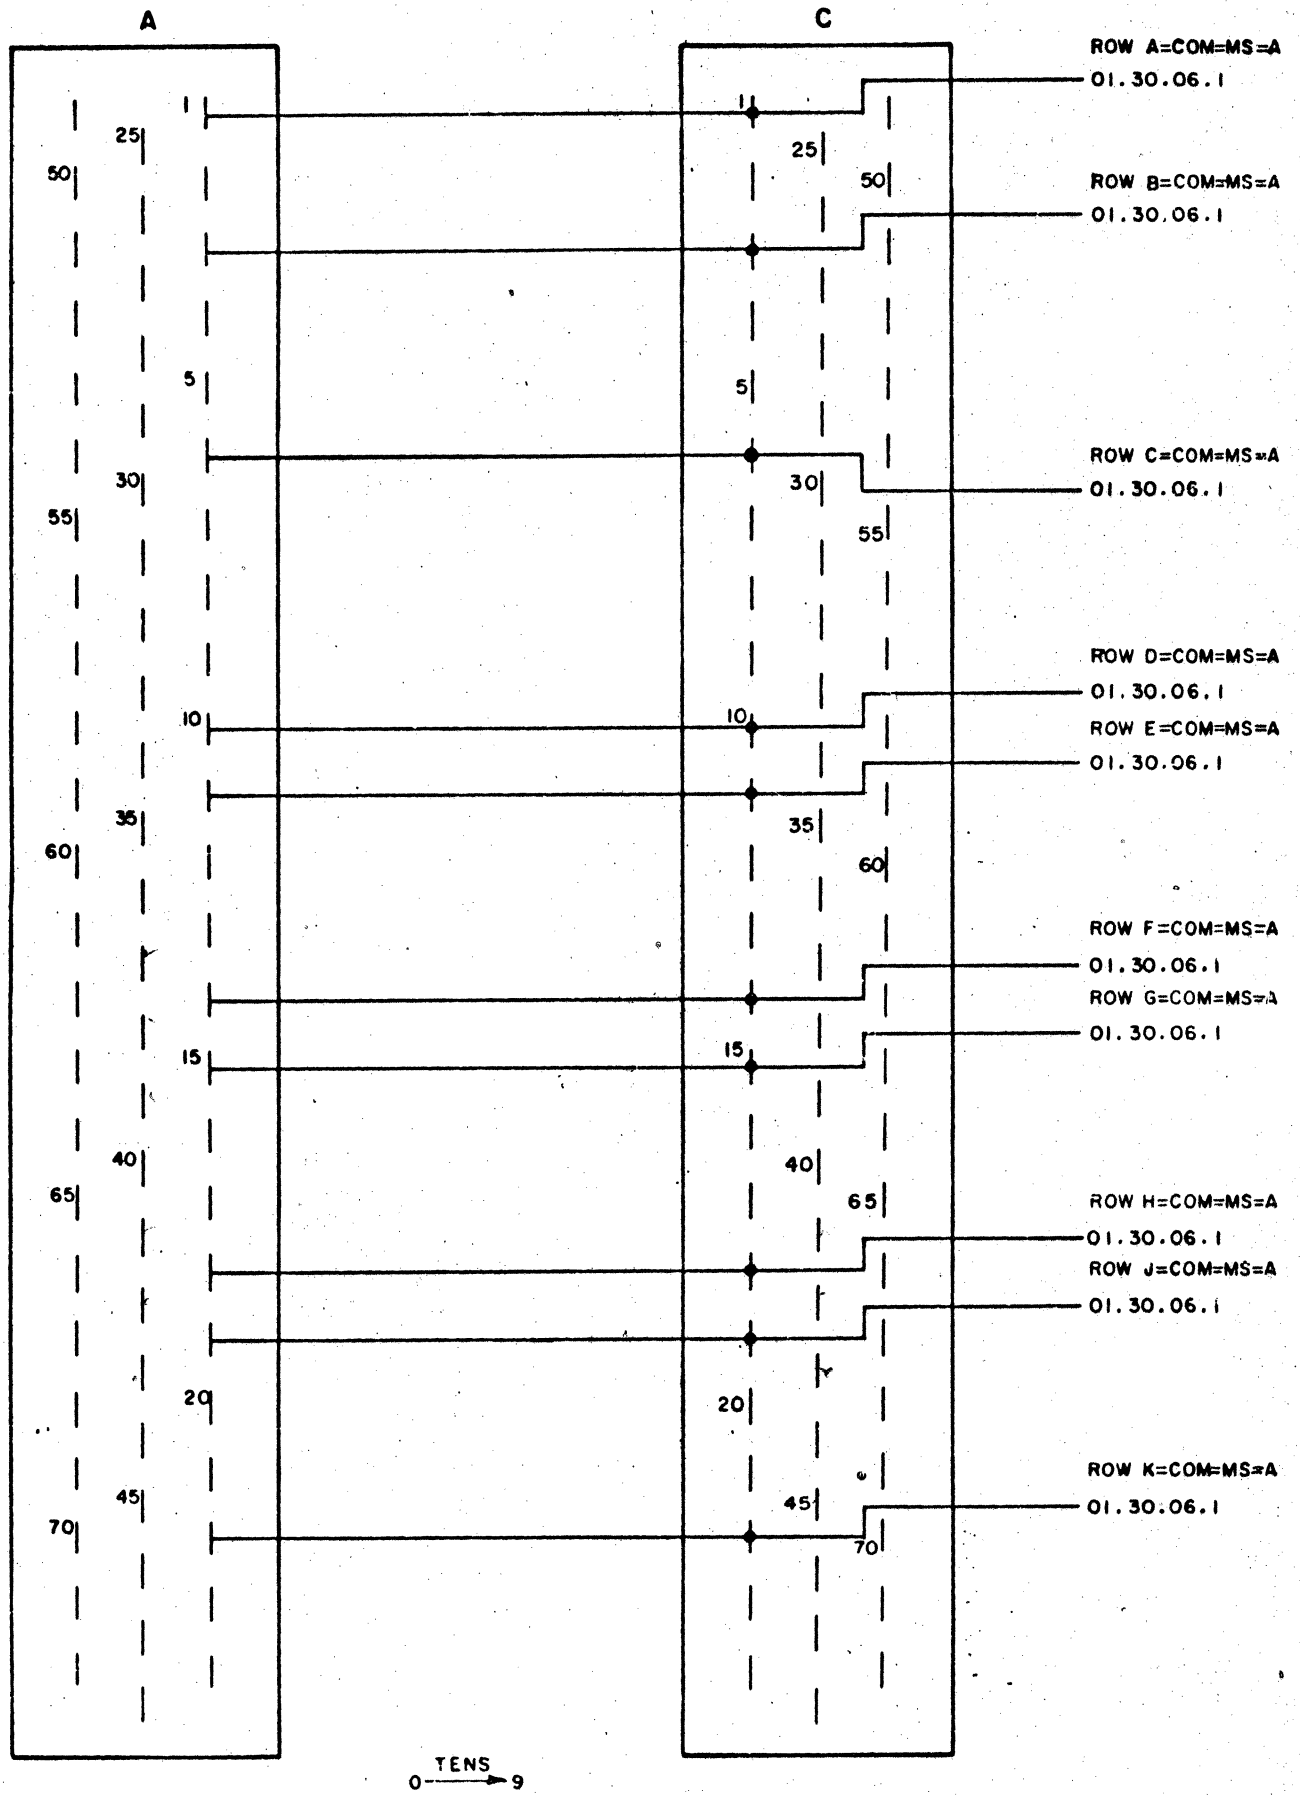 A C
ROW A=COM=MS=A
01.30.06.1
1 1
25 25
50 50
ROW B=COM=MS=A
01.30.06.1
5 5
ROW C=COM=MS=A
01.30.06.1
30 30
55 55
ROW D=COM=MS=A
01.30.06.1
10 10
ROW E=COM=MS=A
01.30.06.1
35 35
60 60
ROW F=COM=MS=A
01.30.06.1
ROW G=COM=MS=A
01.30.06.1
15 15
40 40
65 65
ROW H=COM=MS=A
01.30.06.1
ROW J=COM=MS=A
01.30.06.1
20 20
ROW K=COM=MS=A
01.30.06.1
45 45
70 70
TENS
0 9